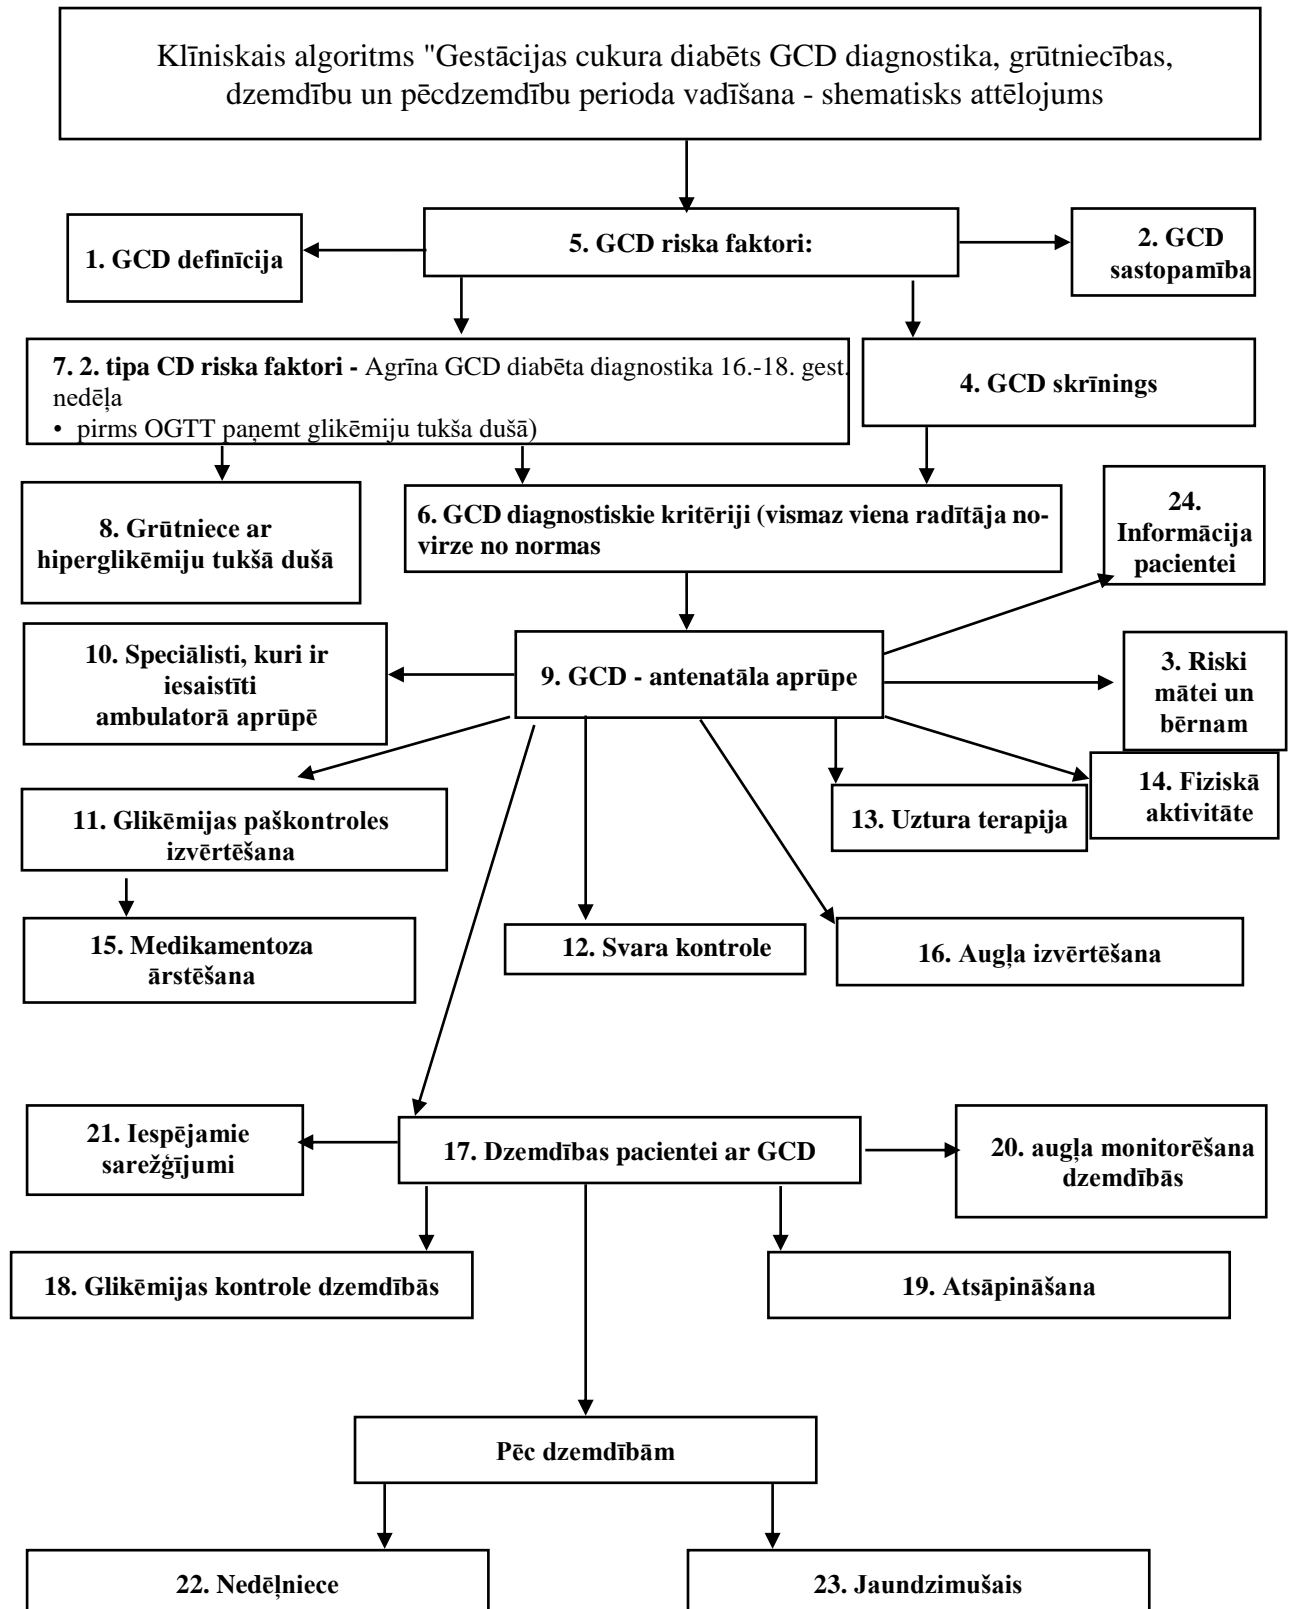 Klīniskais algoritms "Gestācijas cukura diabēts GCD diagnostika, grūtniecības,
dzemdību un pēcdzemdību perioda vadīšana - shematisks attēlojums
1. GCD definīcija
5. GCD riska faktori:
2. GCD
sastopamība
7. 2. tipa CD riska faktori - Agrīna GCD diabēta diagnostika 16.-18. gest.
nedēļa
• pirms OGTT paņemt glikēmiju tukša dušā)
4. GCD skrīnings
8. Grūtniece ar
hiperglikēmiju tukšā dušā
6. GCD diagnostiskie kritēriji (vismaz viena radītāja no-
virze no normas
24.
Informācija
pacientei
10. Speciālisti, kuri ir
iesaistīti
ambulatorā aprūpē
9. GCD - antenatāla aprūpe
3. Riski
mātei un
bērnam
11. Glikēmijas paškontroles
izvērtēšana
13. Uztura terapija
14. Fiziskā
aktivitāte
15. Medikamentoza
ārstēšana
12. Svara kontrole
16. Augļa izvērtēšana
21. Iespējamie
sarežģījumi
17. Dzemdības pacientei ar GCD
20. augļa monitorēšana
dzemdībās
18. Glikēmijas kontrole dzemdībās
19. Atsāpināšana
Pēc dzemdībām
22. Nedēļniece
23. Jaundzimušais